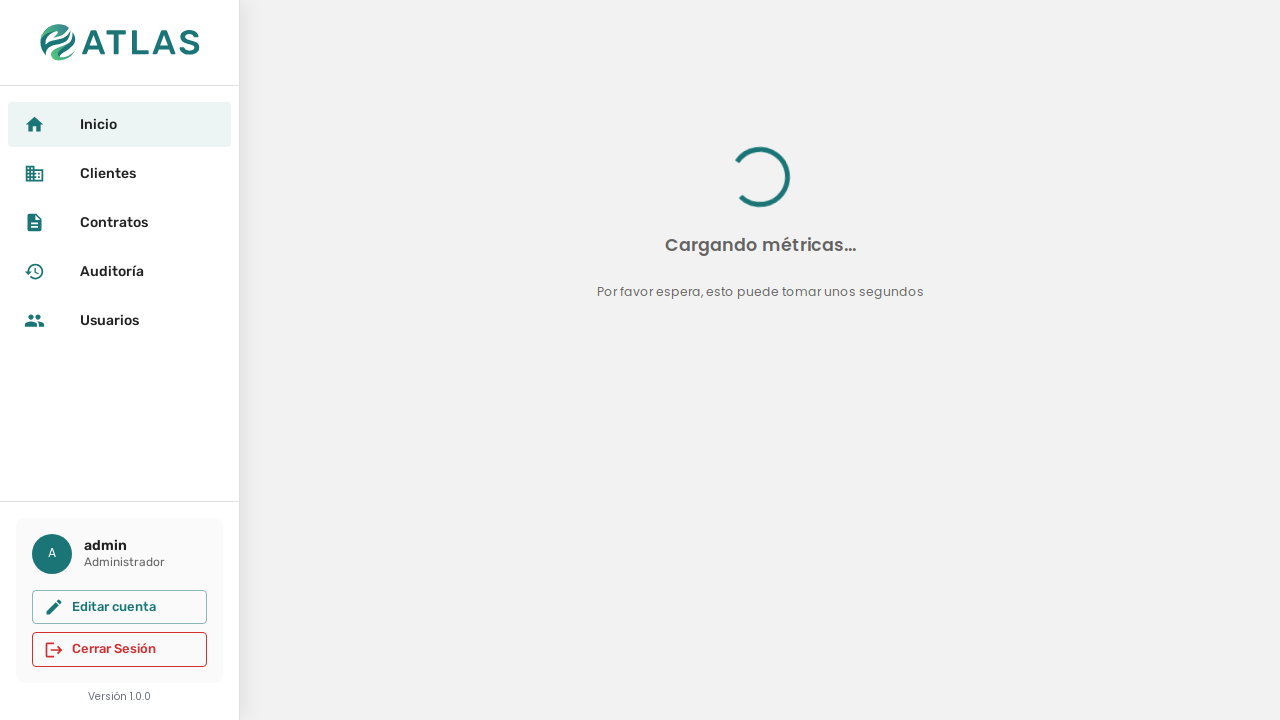 ATLAS
Inicio
Clientes
Contratos
Auditoría
Usuarios
A
admin
Administrador
Editar cuenta
Cerrar Sesión
Versión 1.0.0
Cargando métricas...
Por favor espera, esto puede tomar unos segundos